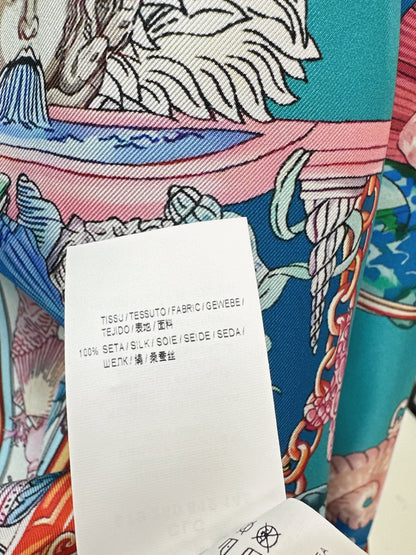 TISSU / TESSUTO / FABRIC / GEWEBE /
TEJIDO / 表地 / 面料
100% SETA / SILK / SOIE / SEIDE / SEDA /
ШЕЛК / 絹 / 桑蚕丝